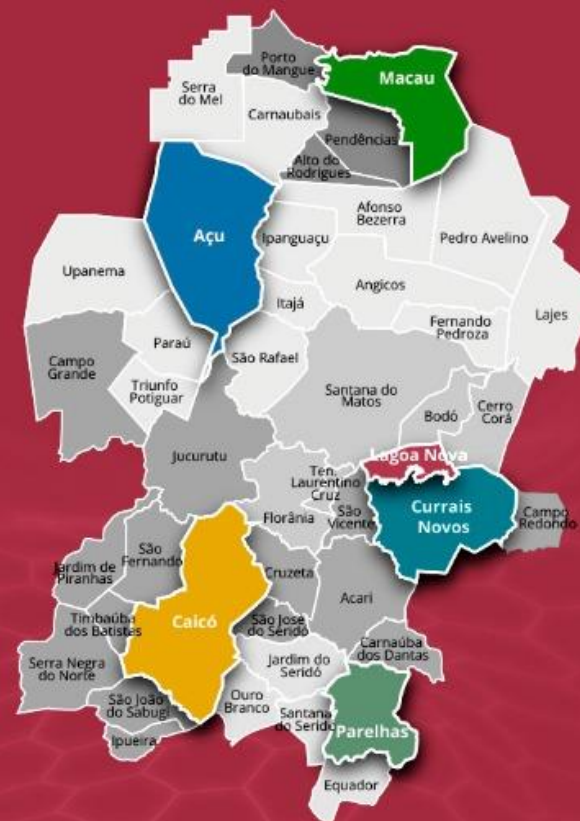 Porto
do Mangue
Macau
Serra
do Mel
Carnaubais
Pendências
Alto do
Rodrigues
Afonso
Bezerra
Pedro Avelino
Açu
Ipanguaçu
Upanema
Angicos
Itajá
Lajes
Fernando
Pedroza
Paraú
São Rafael
Campo
Grande
Triunfo
Potiguar
Santana do
Matos
Bodó
Cerro
Corá
Jucurutu
Lagoa Nova
Ten.
Laurentino
Cruz
Currais
Novos
São
Vicente
Campo
Redondo
Florânia
São
Fernando
Jardim de
Piranhas
Cruzeta
Acari
Caicó
Timbaúba
dos Batistas
São Jose
do Seridó
Carnaúba
dos Dantas
Serra Negra
do Norte
Jardim do
Seridó
São João
do Sabugi
Ouro
Branco
Santana
do Seridó
Parelhas
Ipueira
Equador